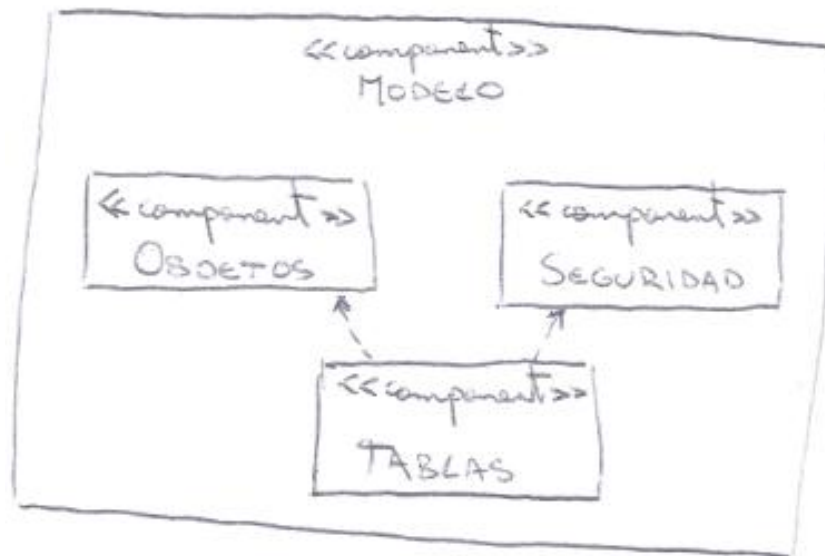 <<component>>
MODELO
<<component>>
OBJETOS
<<component>>
SEGURIDAD
<<component>>
TABLAS